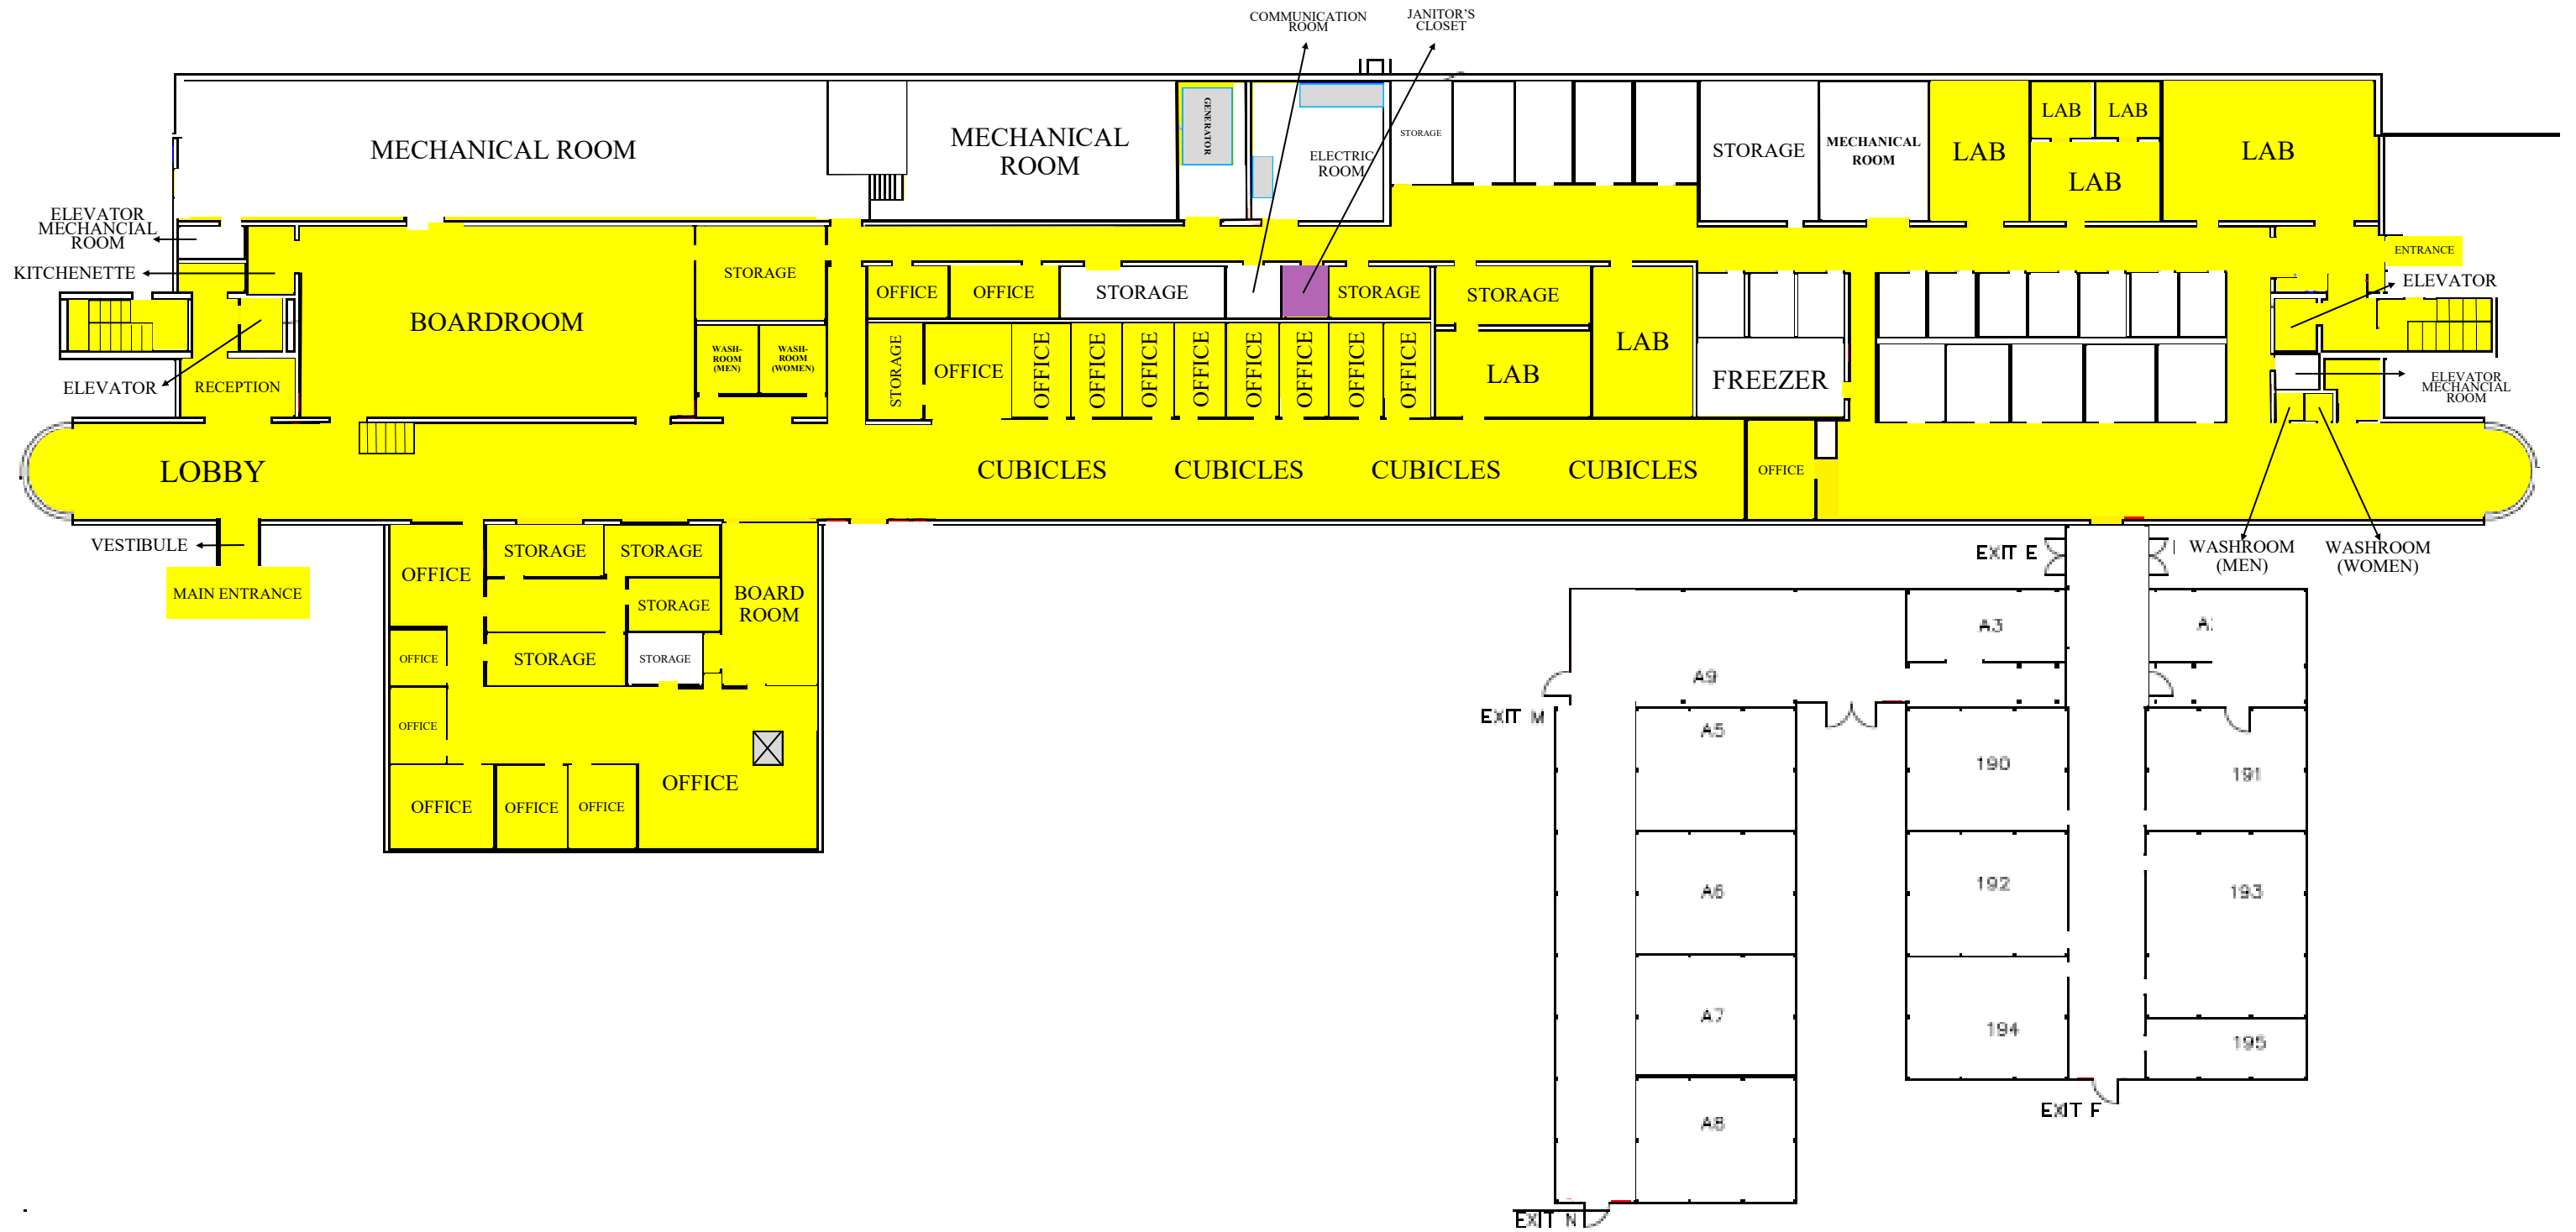 COMMUNICATION
ROOM
JANITOR'S
CLOSET
MECHANICAL ROOM
MECHANICAL
ROOM
GENERATOR
ELECTRIC
ROOM
STORAGE
STORAGE
MECHANICAL
ROOM
LAB
LAB
LAB
LAB
LAB
ELEVATOR
MECHANCIAL
ROOM
KITCHENETTE
ELEVATOR
RECEPTION
BOARDROOM
STORAGE
WASH-
ROOM
(MEN)
WASH-
ROOM
(WOMEN)
OFFICE
OFFICE
STORAGE
STORAGE
STORAGE
LAB
LAB
STORAGE
OFFICE
OFFICE
OFFICE
OFFICE
OFFICE
OFFICE
OFFICE
OFFICE
OFFICE
FREEZER
ENTRANCE
ELEVATOR
ELEVATOR
MECHANCIAL
ROOM
LOBBY
CUBICLES
CUBICLES
CUBICLES
CUBICLES
OFFICE
VESTIBULE
MAIN ENTRANCE
WASHROOM
(MEN)
WASHROOM
(WOMEN)
OFFICE
STORAGE
STORAGE
STORAGE
BOARD
ROOM
OFFICE
STORAGE
STORAGE
OFFICE
OFFICE
OFFICE
OFFICE
OFFICE
EXIT E
A3
A9
EXIT M
A5
190
191
A6
192
193
A7
194
195
A8
EXIT F
EXIT N